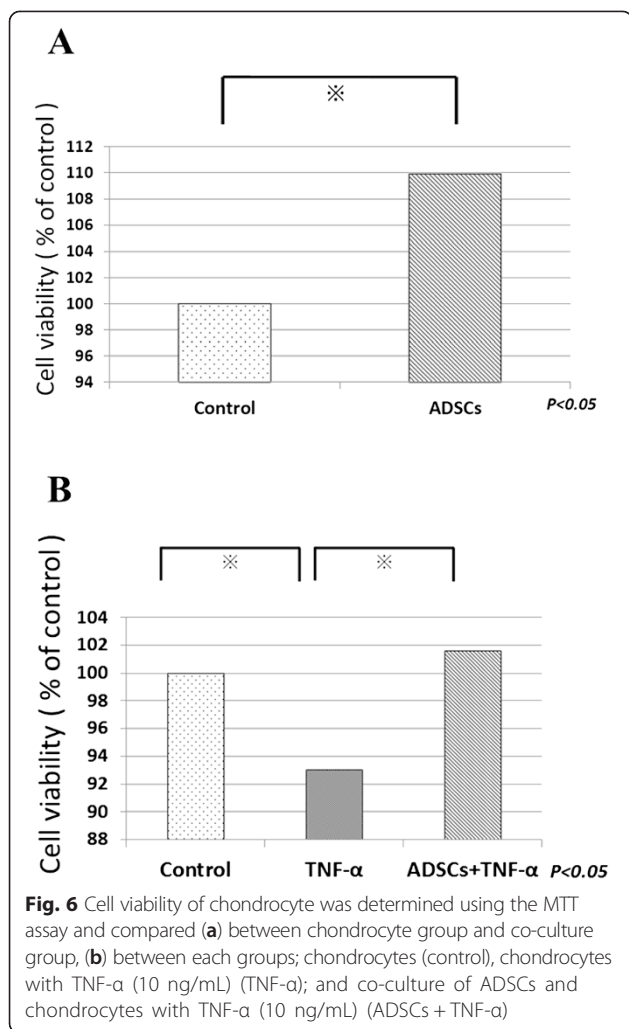 A
※
Cell viability ( % of control )
112
110
108
106
104
102
100
98
96
94
Control ADSCs P<0.05
B
※ ※
Cell viability ( % of control)
104
102
100
98
96
94
92
90
88
Control TNF-α ADSCs+TNF-α P<0.05
Fig. 6 Cell viability of chondrocyte was determined using the MTT
assay and compared (a) between chondrocyte group and co-culture
group, (b) between each groups; chondrocytes (control), chondrocytes
with TNF-α (10 ng/mL) (TNF-α); and co-culture of ADSCs and
chondrocytes with TNF-α (10 ng/mL) (ADSCs + TNF-α)